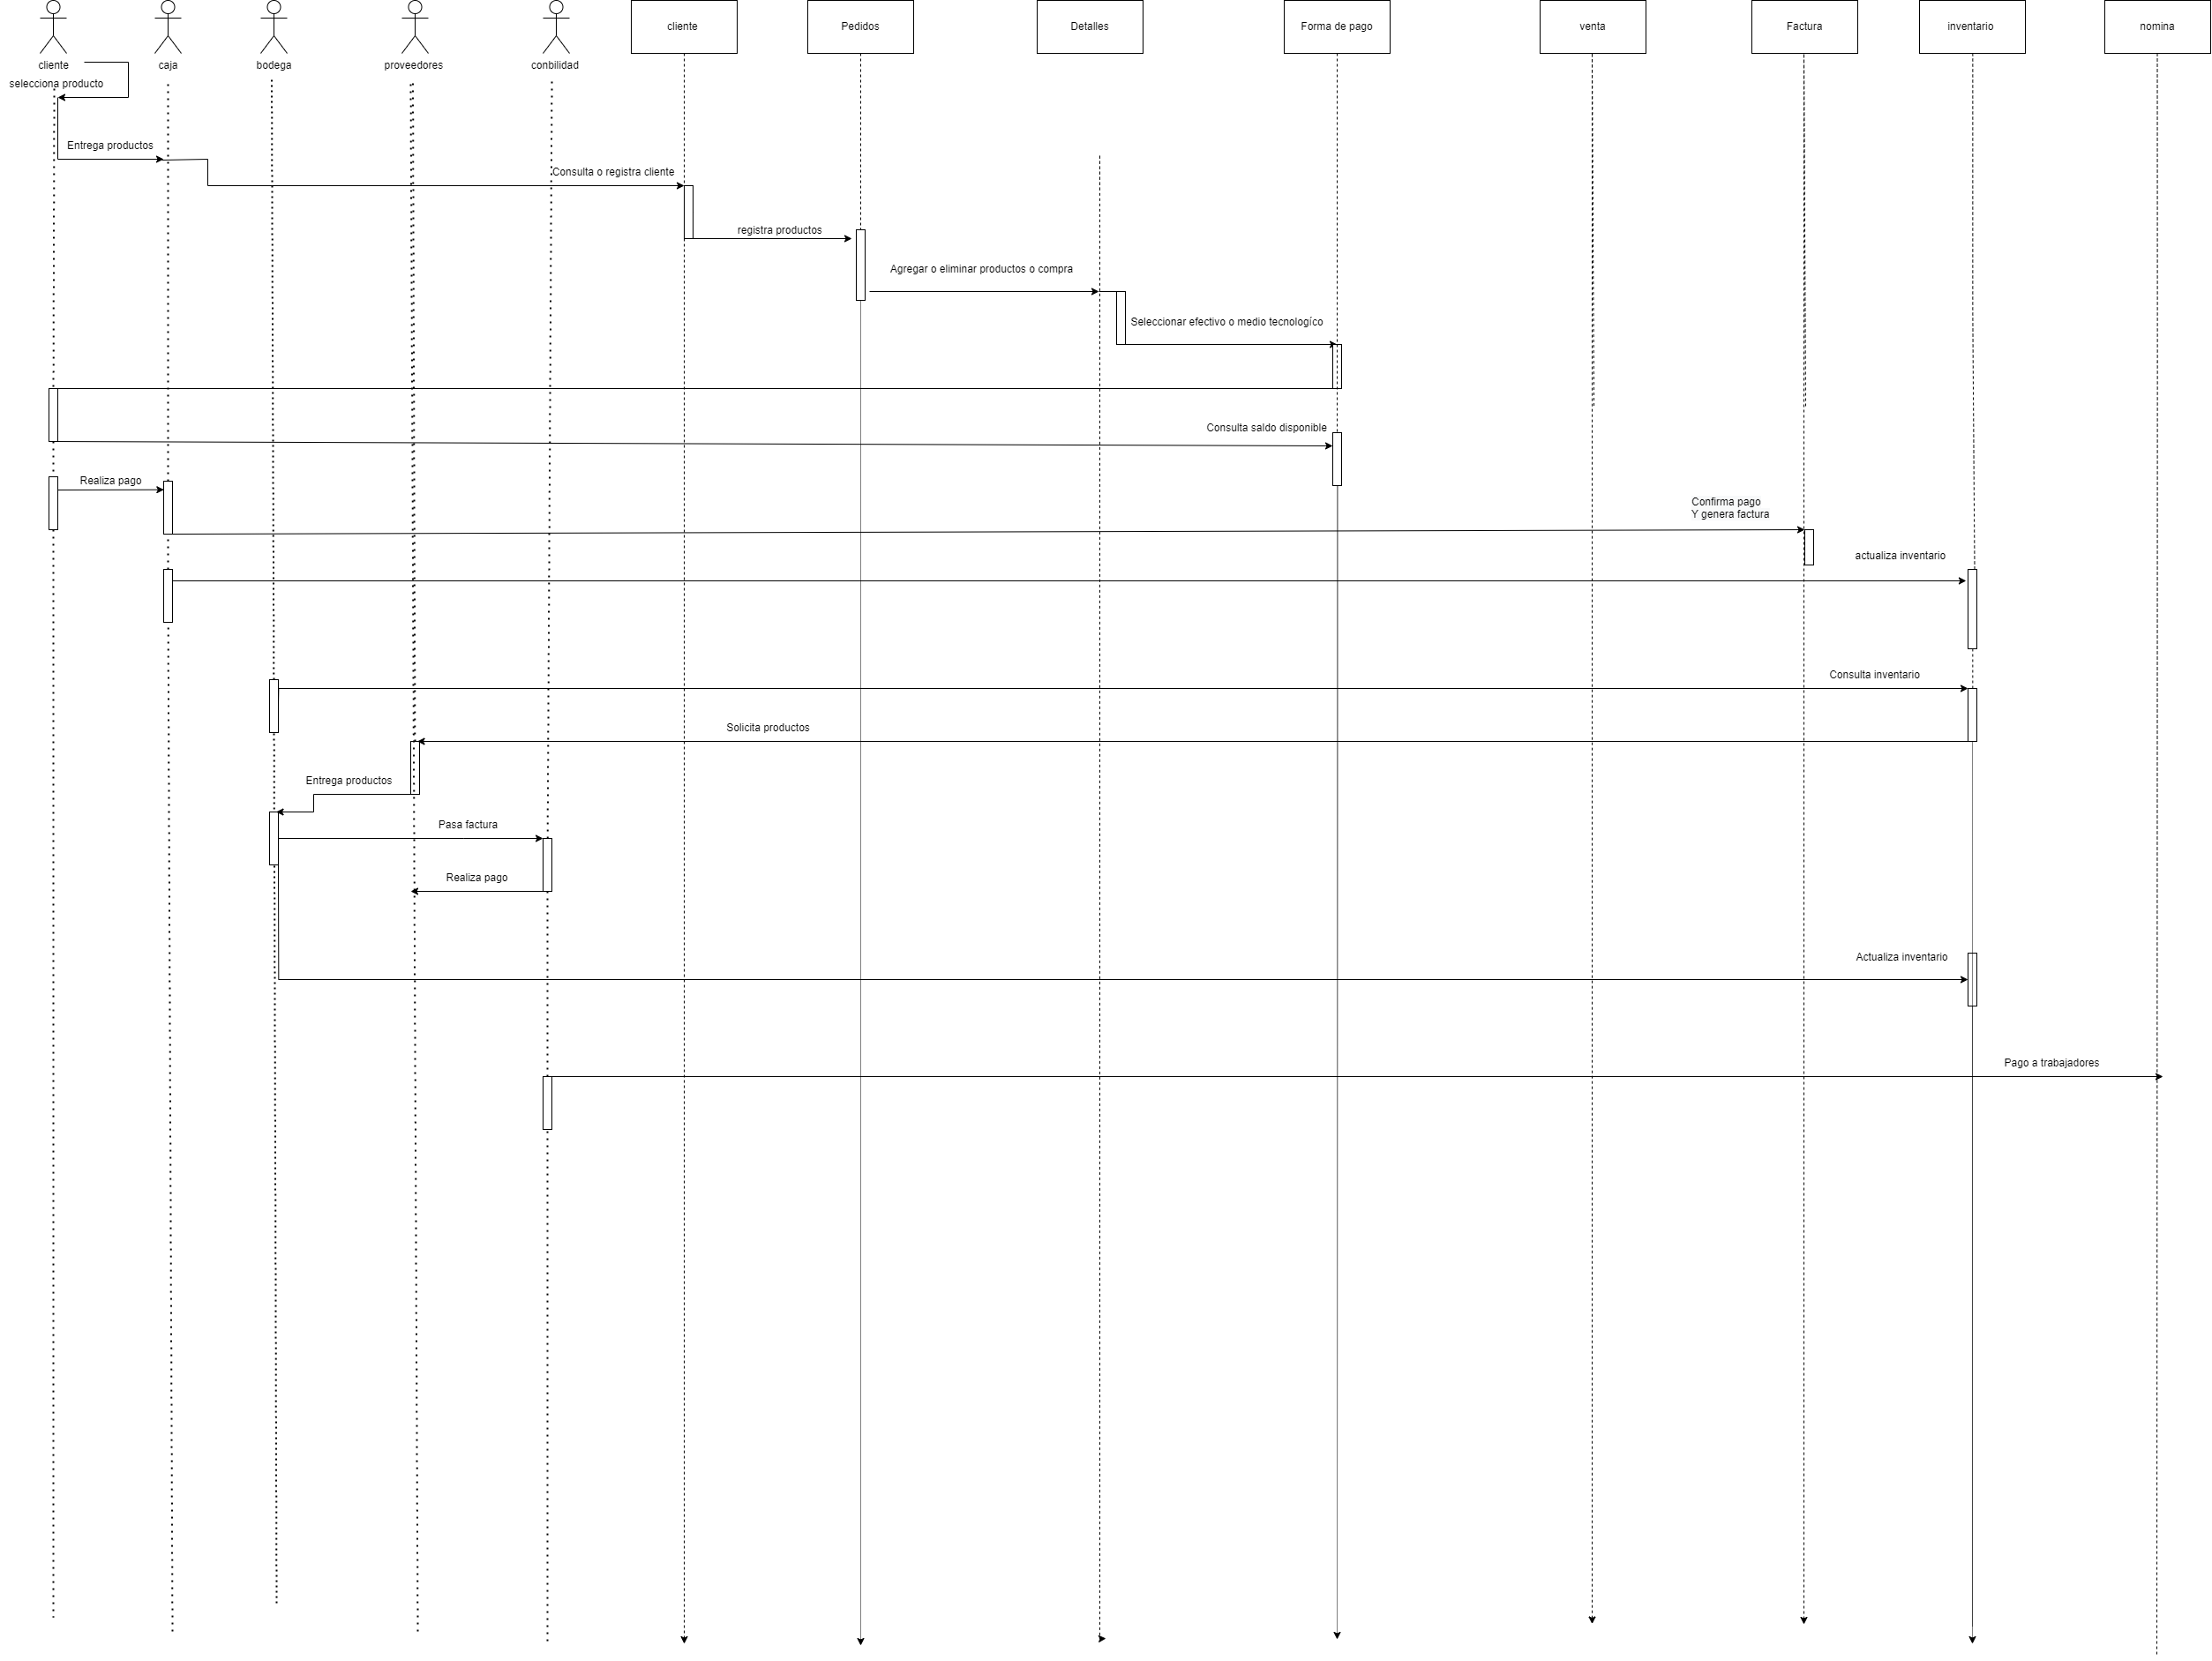 cliente
Pedidos
Detalles
Forma de pago
venta
Factura
inventario
nomina
cliente
caja
bodega
proveedores
conbilidad
selecciona producto
Entrega productos
Consulta o registra cliente
registra productos
Agregar o eliminar productos o compra
Seleccionar efectivo o medio tecnologíco
Consulta saldo disponible
Realiza pago
Confirma pago
Y genera factura
actualiza inventario
Consulta inventario
Solicita productos
Entrega productos
Pasa factura
Realiza pago
Actualiza inventario
Pago a trabajadores